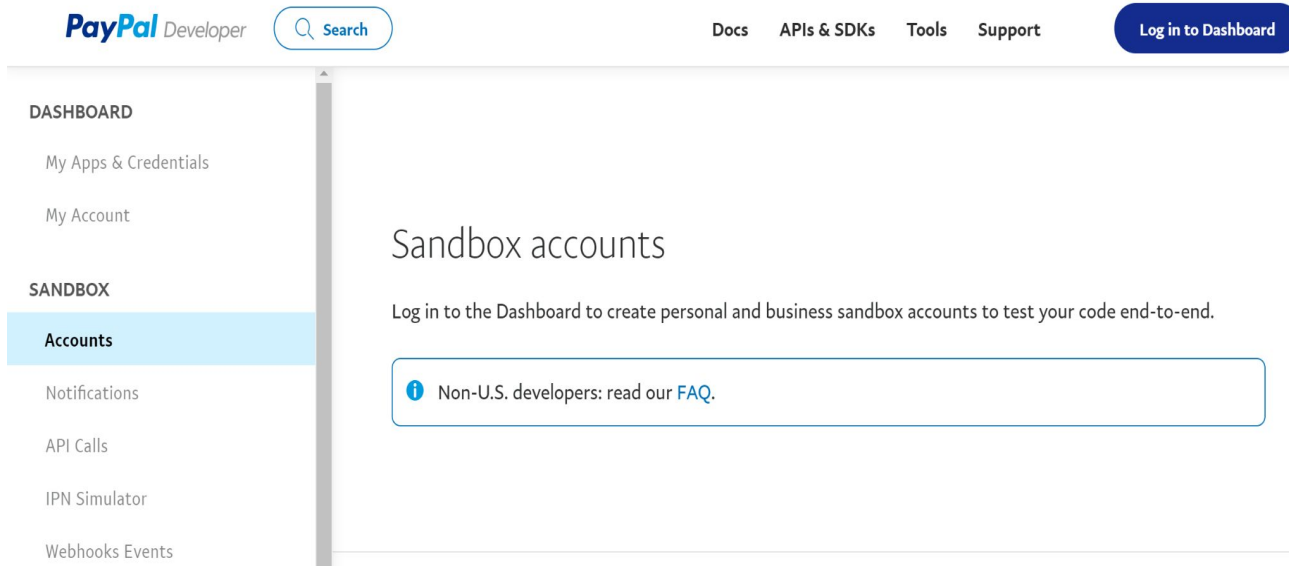 PayPal Developer
Search
Docs
APIs & SDKs
Tools
Support
Log in to Dashboard
DASHBOARD
My Apps & Credentials
My Account
SANDBOX
Accounts
Notifications
API Calls
IPN Simulator
Webhooks Events
Sandbox accounts
Log in to the Dashboard to create personal and business sandbox accounts to test your code end-to-end.
Non-U.S. developers: read our FAQ.